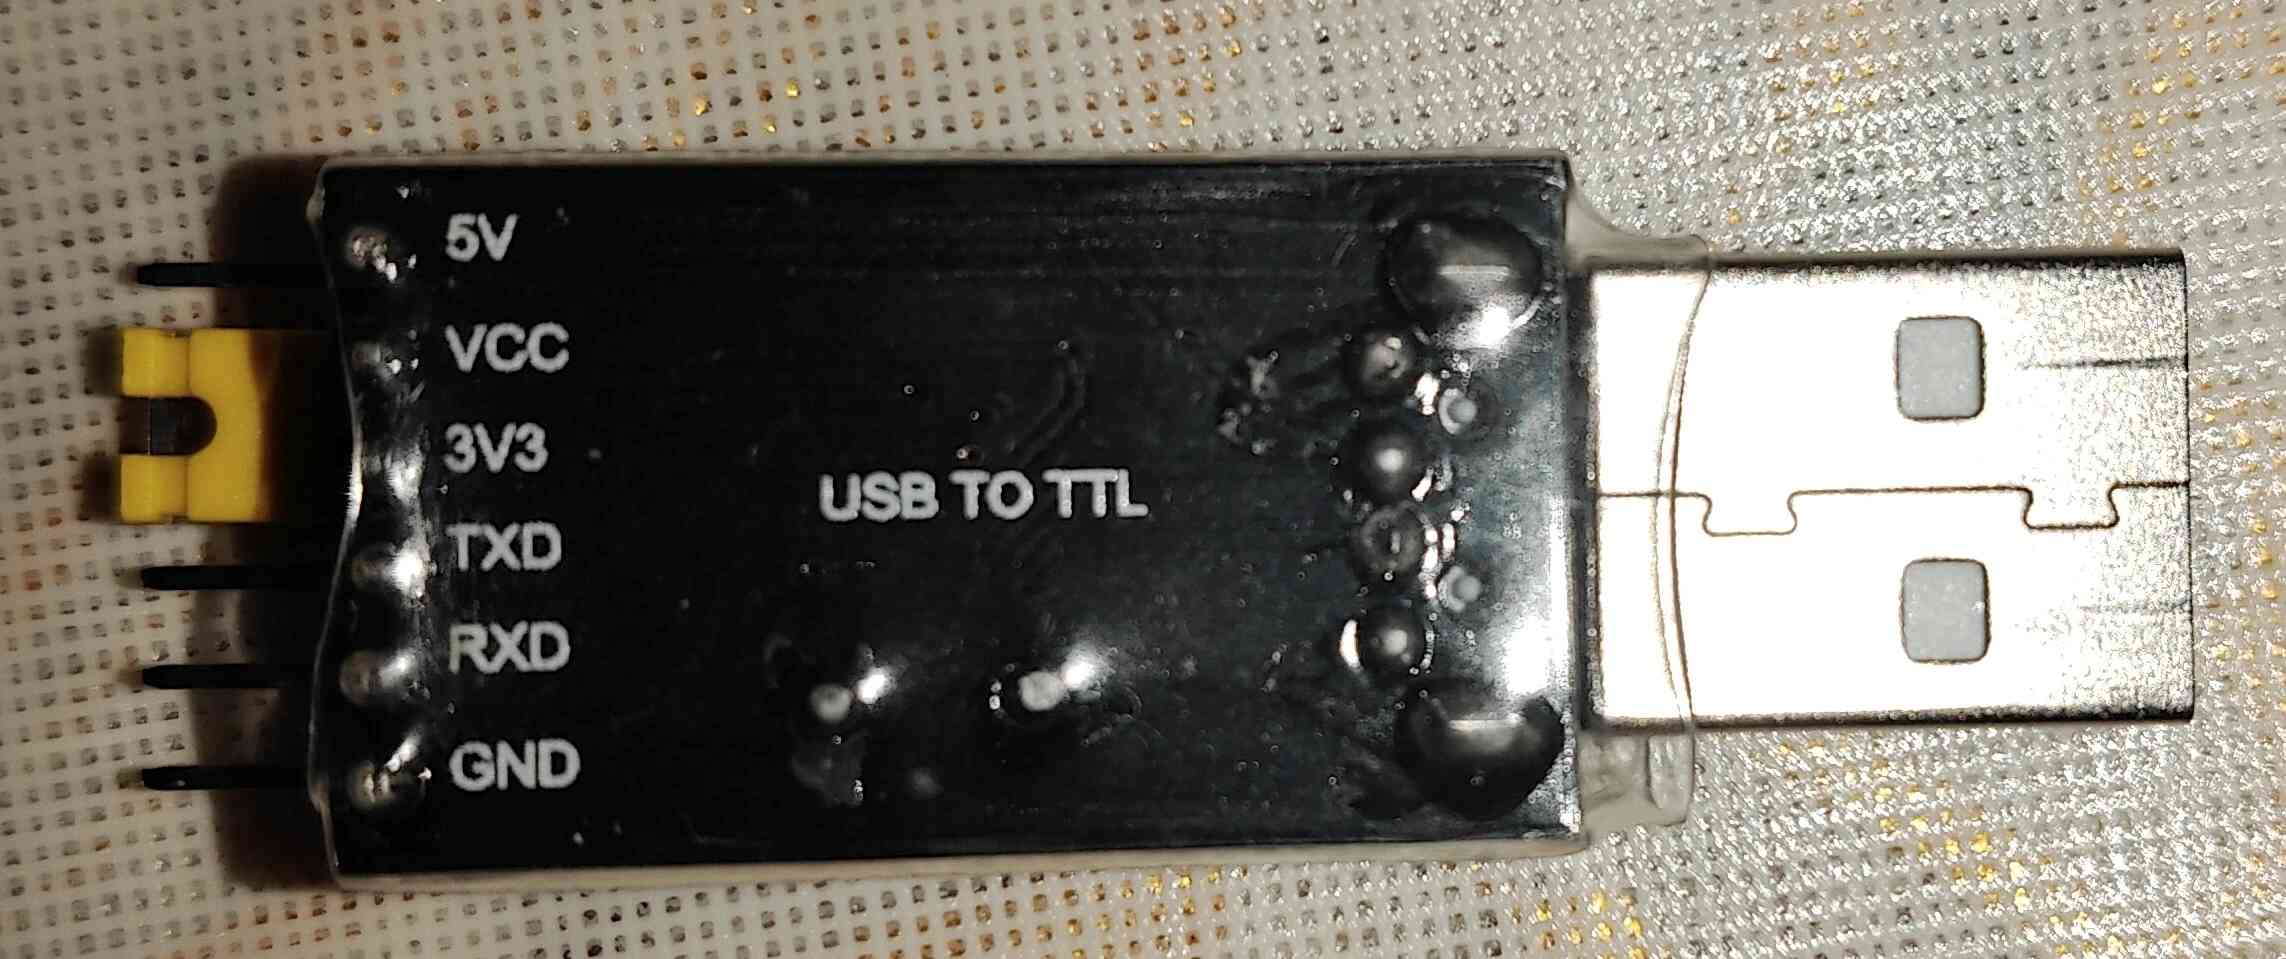 5V
VCC
3V3
TXD
RXD
GND
USB TO TTL